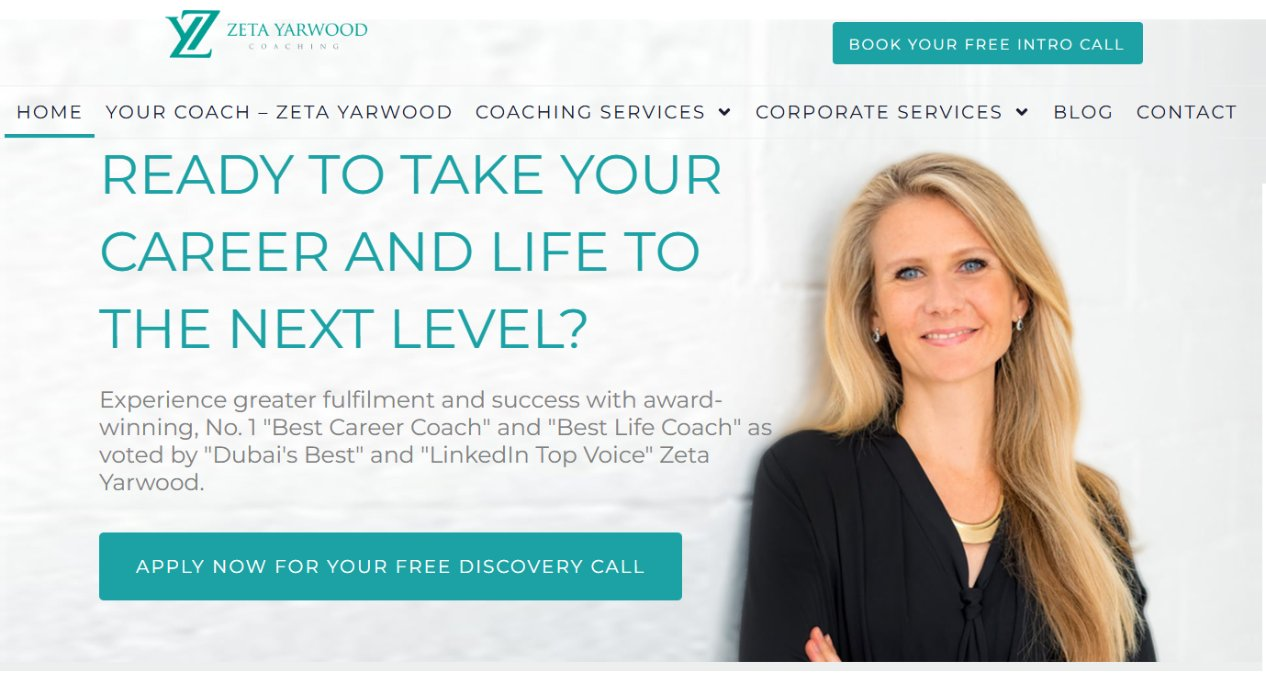 ZETA YARWOOD
COACHING
BOOK YOUR FREE INTRO CALL
HOME YOUR COACH – ZETA YARWOOD COACHING SERVICES CORPORATE SERVICES BLOG CONTACT
READY TO TAKE YOUR
CAREER AND LIFE TO
THE NEXT LEVEL?
Experience greater fulfilment and success with award-
winning, No. 1 "Best Career Coach" and "Best Life Coach" as
voted by "Dubai's Best" and "LinkedIn Top Voice" Zeta
Yarwood.
APPLY NOW FOR YOUR FREE DISCOVERY CALL